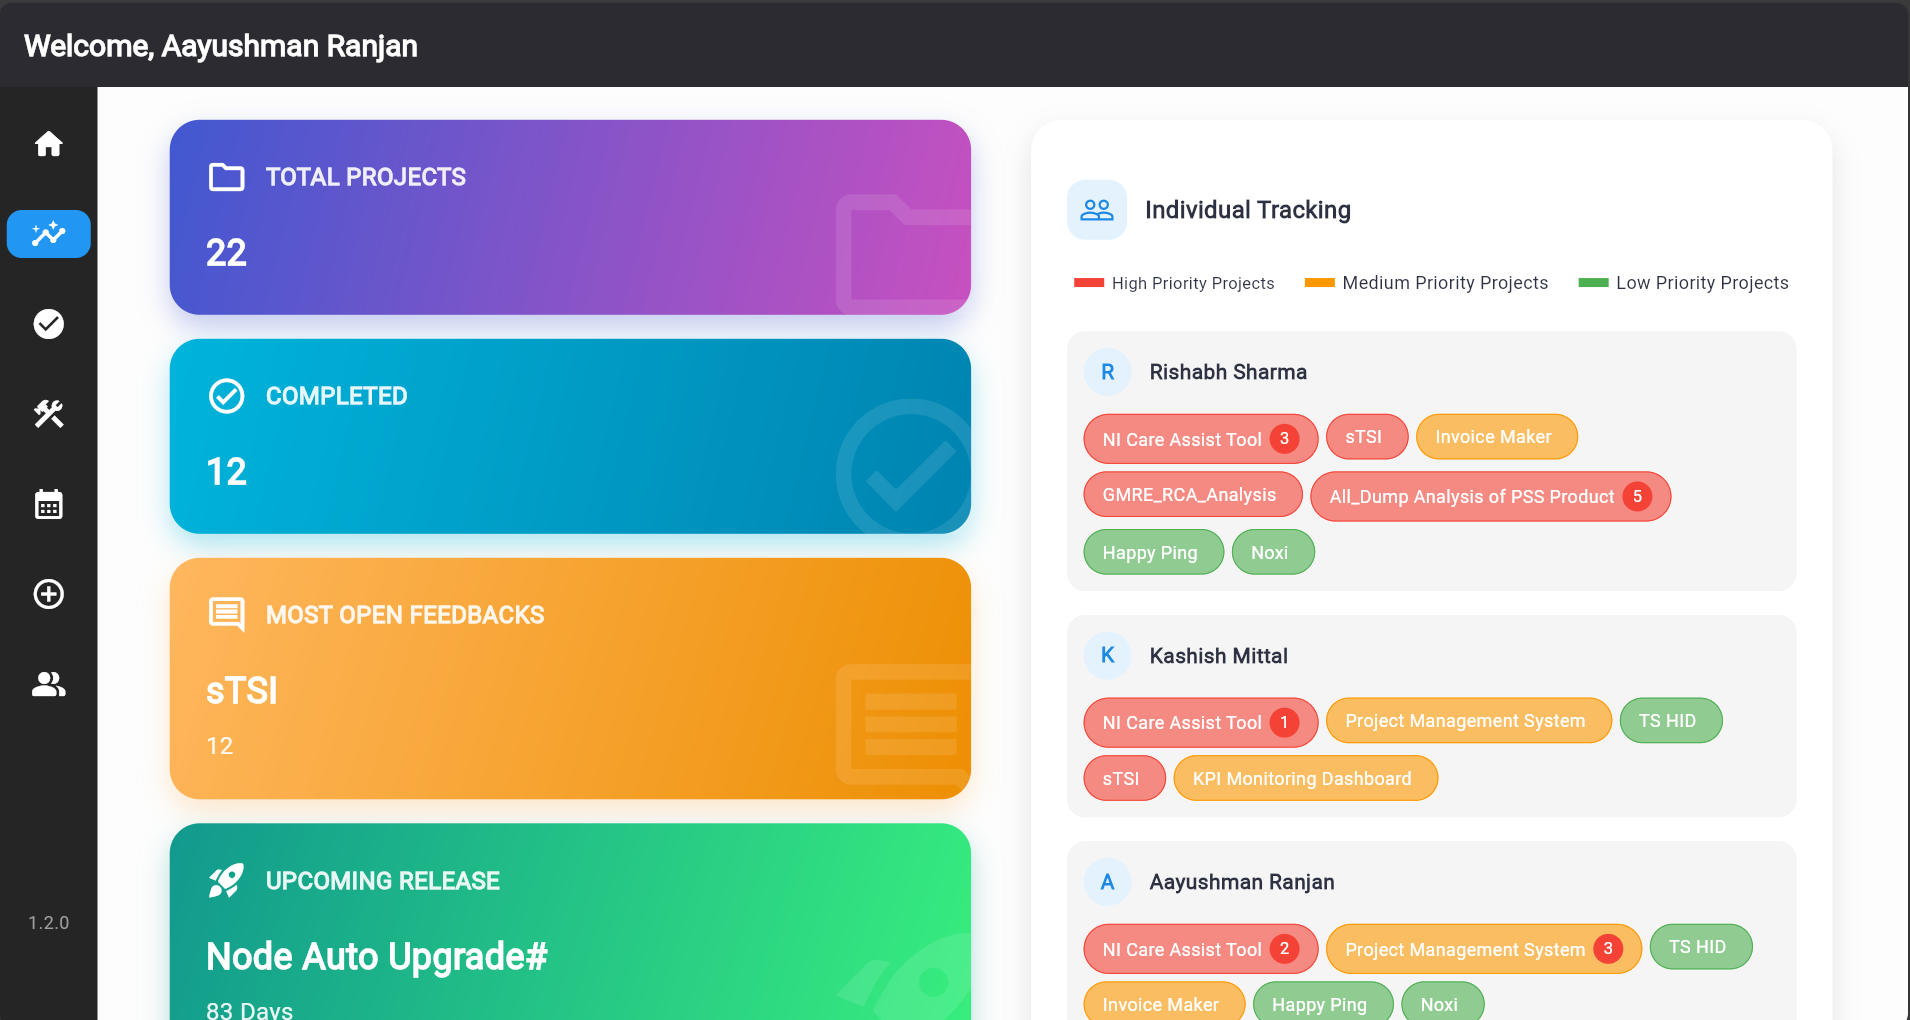 Welcome, Aayushman Ranjan
TOTAL PROJECTS
22
COMPLETED
12
MOST OPEN FEEDBACKS
sTSI
12
UPCOMING RELEASE
Node Auto Upgrade#
83 Days
1.2.0
Individual Tracking
High Priority Projects Medium Priority Projects Low Priority Projects
R Rishabh Sharma
NI Care Assist Tool 3 sTSI Invoice Maker
GMRE_RCA_Analysis All_Dump Analysis of PSS Product 5
Happy Ping Noxi
K Kashish Mittal
NI Care Assist Tool 1 Project Management System TS HID
sTSI KPI Monitoring Dashboard
A Aayushman Ranjan
NI Care Assist Tool 2 Project Management System 3 TS HID
Invoice Maker Happy Ping Noxi